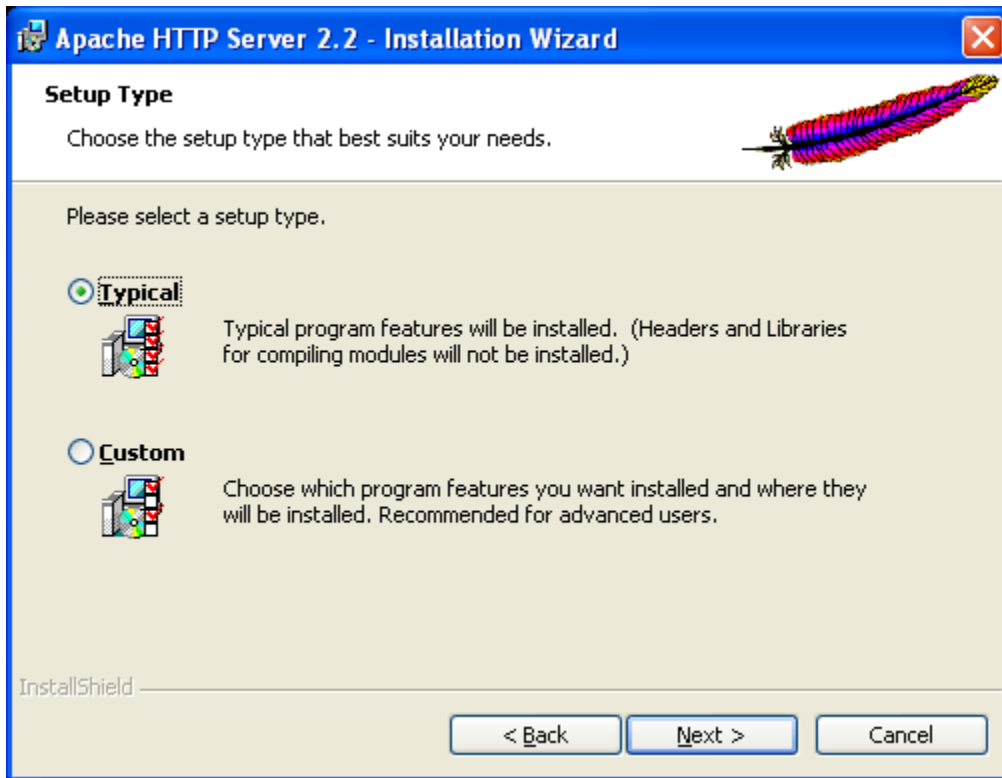 Apache HTTP Server 2.2 - Installation Wizard
Setup Type
Choose the setup type that best suits your needs.
Please select a setup type.
Typical
Typical program features will be installed.  (Headers and Libraries
for compiling modules will not be installed.)
Custom
Choose which program features you want installed and where they
will be installed. Recommended for advanced users.
InstallShield
< Back
Next >
Cancel